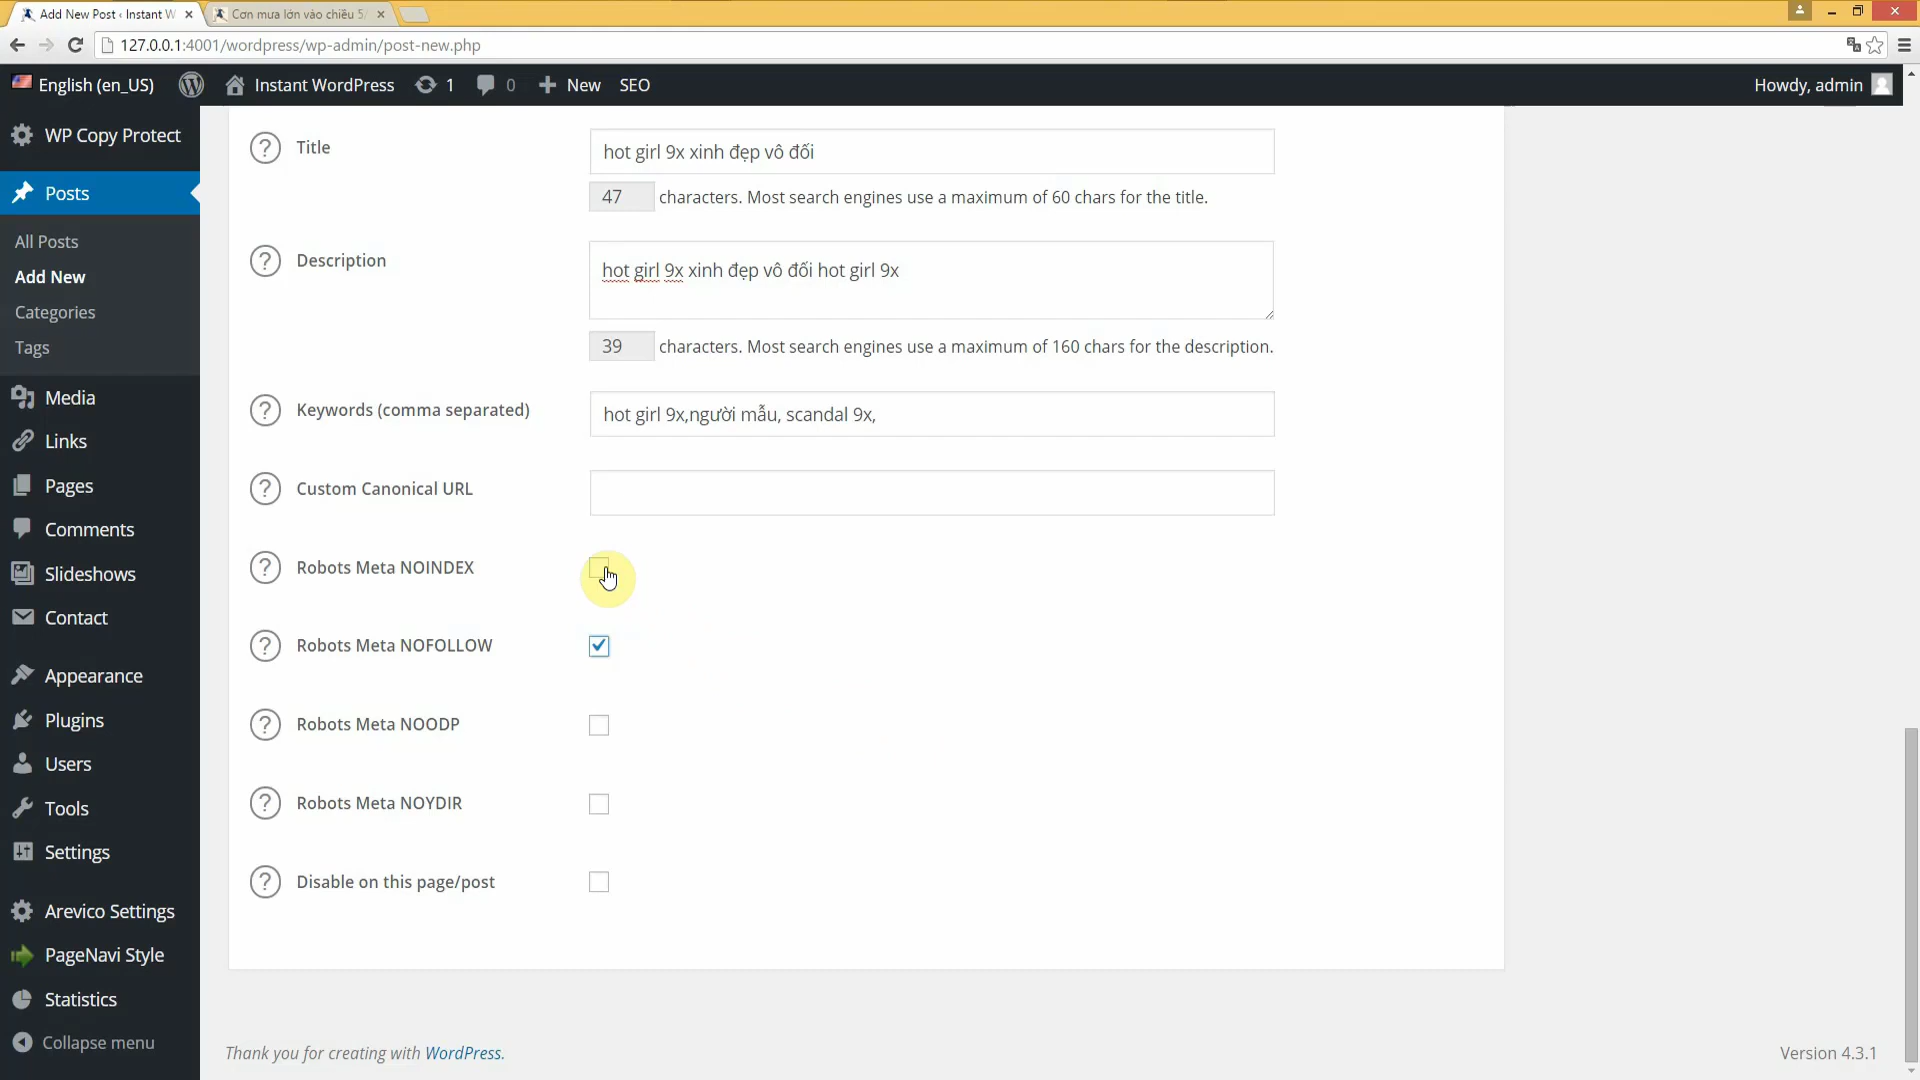 Add New Post ‹ Instant W
Cơn mưa lớn vào chiều 5/
127.0.0.1:4001/wordpress/wp-admin/post-new.php
English (en_US)
Instant WordPress
1
0
New
SEO
Howdy, admin
WP Copy Protect
Posts
All Posts
Add New
Categories
Tags
Media
Links
Pages
Comments
Slideshows
Contact
Appearance
Plugins
Users
Tools
Settings
Arevico Settings
PageNavi Style
Statistics
Collapse menu
Title
hot girl 9x xinh đẹp vô đối
47 characters. Most search engines use a maximum of 60 chars for the title.
Description
hot girl 9x xinh đẹp vô đối hot girl 9x
39 characters. Most search engines use a maximum of 160 chars for the description.
Keywords (comma separated)
hot girl 9x,người mẫu, scandal 9x,
Custom Canonical URL
Robots Meta NOINDEX
Robots Meta NOFOLLOW
Robots Meta NOODP
Robots Meta NOYDIR
Disable on this page/post
Thank you for creating with WordPress.
Version 4.3.1